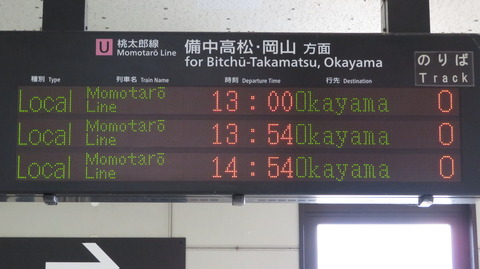 U 桃太郎線 Momotarō Line
備中高松・岡山 方面
for Bitchū-Takamatsu, Okayama
のりば
Track
種別 Type 列車名 Train Name 時刻 Departure Time 行先 Destination
Local Momotarō Line 13:00 Okayama 0
Local Momotarō Line 13:54 Okayama 0
Local Momotarō Line 14:54 Okayama 0